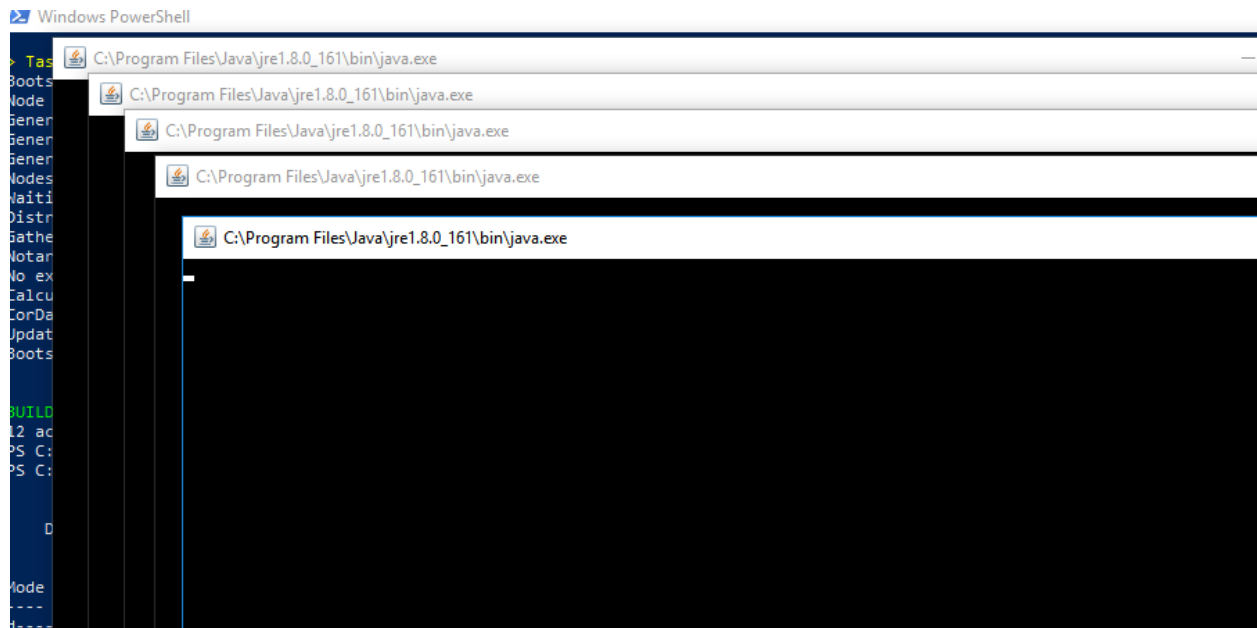 Windows PowerShell
C:\Program Files\Java\jre1.8.0_161\bin\java.exe
C:\Program Files\Java\jre1.8.0_161\bin\java.exe
C:\Program Files\Java\jre1.8.0_161\bin\java.exe
C:\Program Files\Java\jre1.8.0_161\bin\java.exe
C:\Program Files\Java\jre1.8.0_161\bin\java.exe
> Tas
Boots
Node
Gener
Gener
Gener
Nodes
Waiti
Distr
Gathe
Notar
No ex
Calcu
CorDa
Updat
Boots
BUILD
12 ac
PS C:
PS C:
D
Mode
----